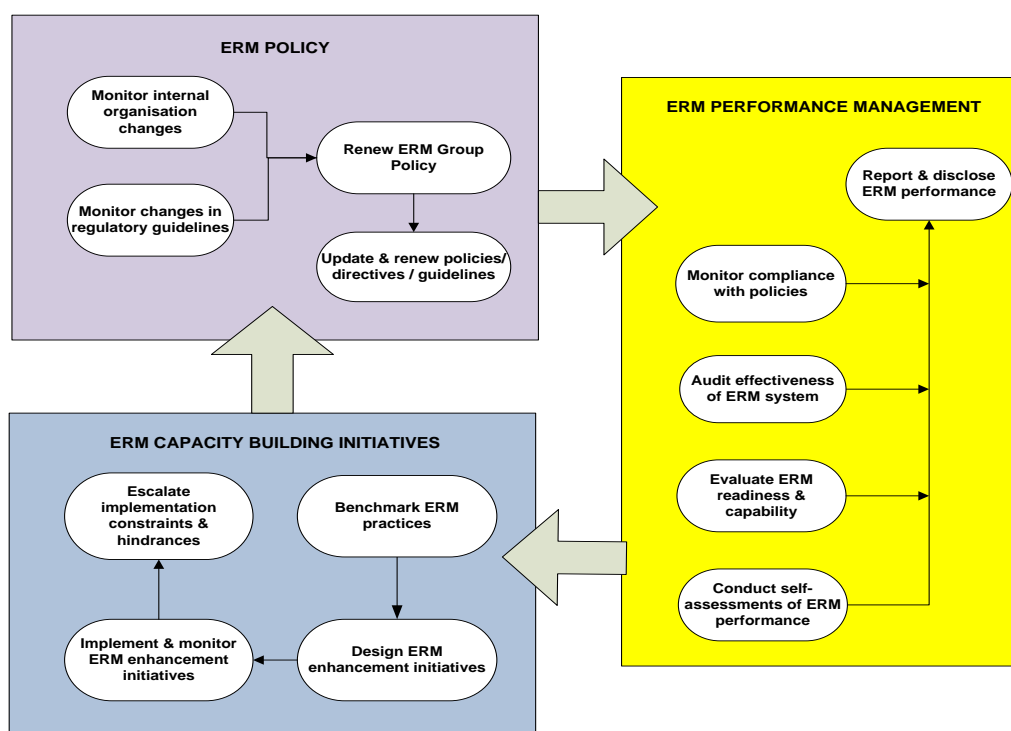 ERM POLICY
Monitor internal
organisation
changes
Monitor changes in
regulatory guidelines
Renew ERM Group
Policy
Update & renew policies/
directives / guidelines
ERM PERFORMANCE MANAGEMENT
Report & disclose
ERM performance
Monitor compliance
with policies
Audit effectiveness
of ERM system
Evaluate ERM
readiness &
capability
Conduct self-
assessments of ERM
performance
ERM CAPACITY BUILDING INITIATIVES
Escalate
implementation
constraints &
hindrances
Benchmark ERM
practices
Implement & monitor
ERM enhancement
initiatives
Design ERM
enhancement initiatives